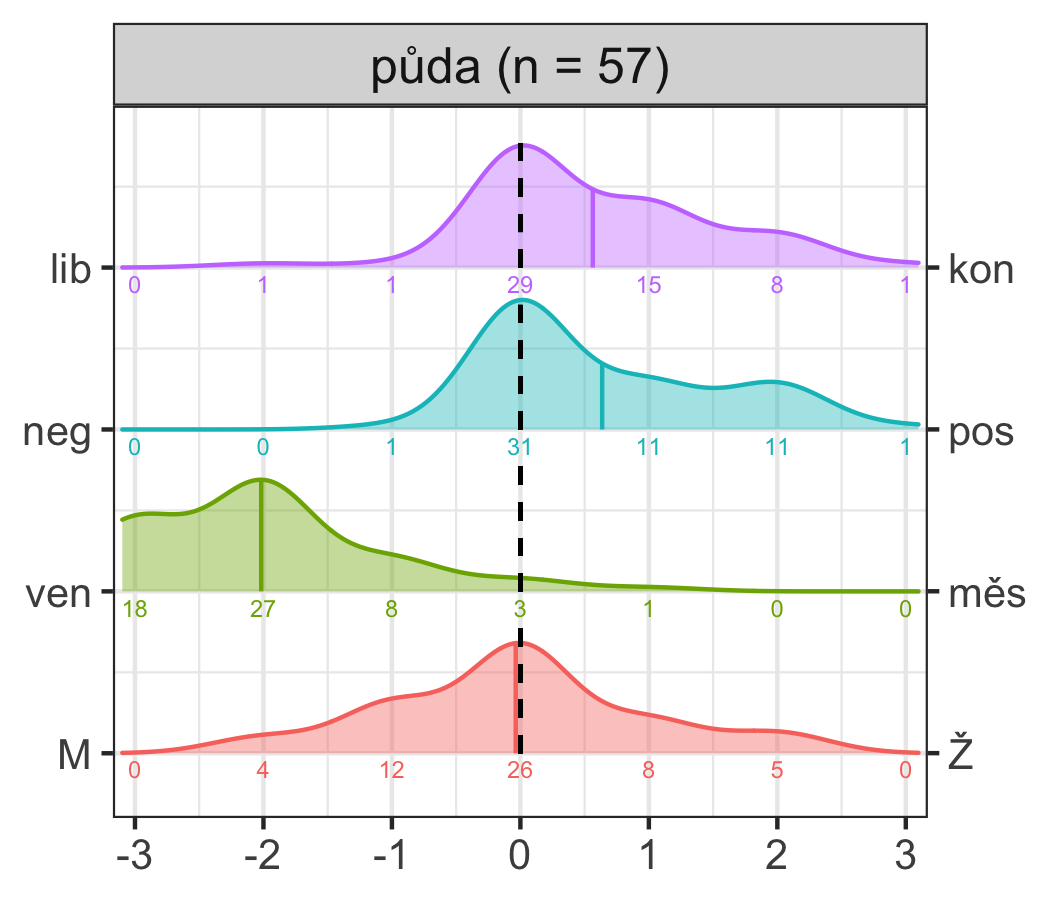 půda (n = 57)
lib kon
0 1 1 29 15 8 1
neg pos
0 0 1 31 11 11 1
ven měs
18 27 8 3 1 0 0
M Ž
0 4 12 26 8 5 0
-3 -2 -1 0 1 2 3